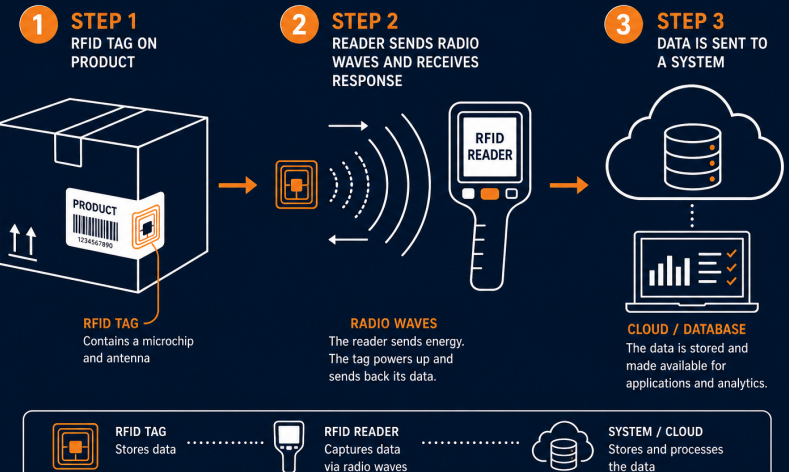 1
STEP 1
RFID TAG ON
PRODUCT
2
STEP 2
READER SENDS RADIO
WAVES AND RECEIVES
RESPONSE
3
STEP 3
DATA IS SENT TO
A SYSTEM
PRODUCT
1234567890
RFID
READER
RFID TAG
Contains a microchip
and antenna
RADIO WAVES
The reader sends energy.
The tag powers up and
sends back its data.
CLOUD / DATABASE
The data is stored and
made available for
applications and analytics.
RFID TAG
Stores data
RFID READER
Captures data
via radio waves
SYSTEM / CLOUD
Stores and processes
the data